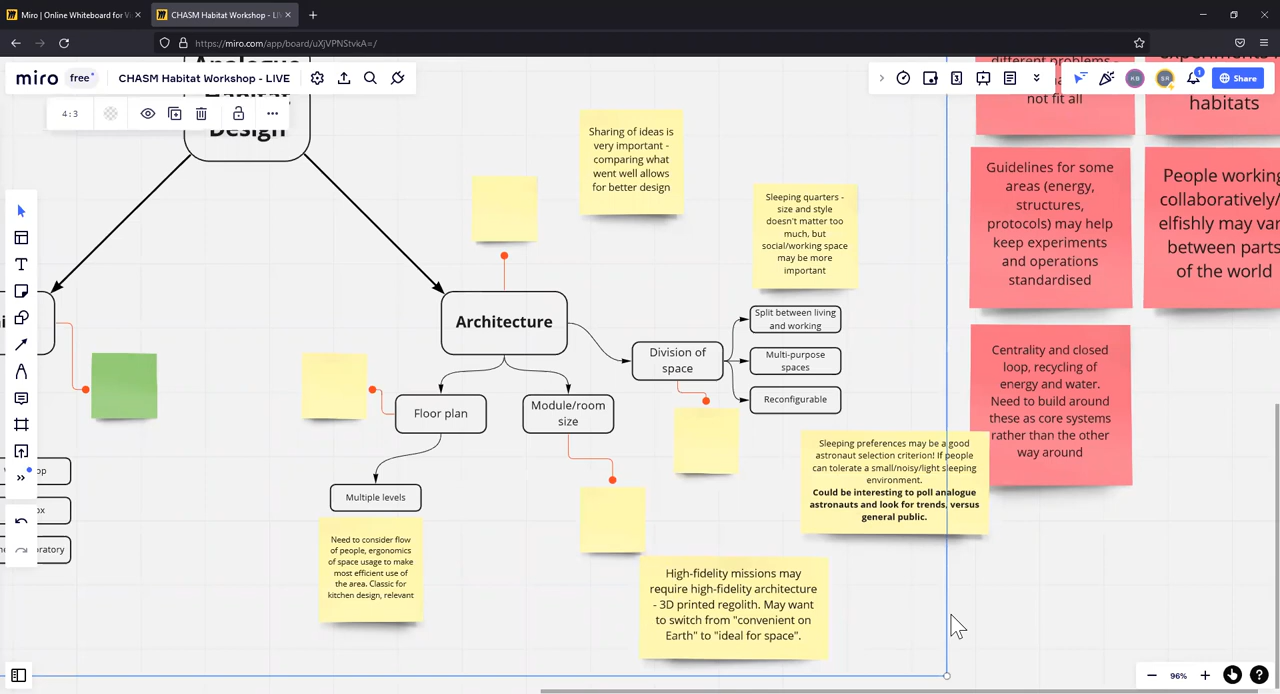 Miro | Online Whiteboard for Vi
CHASM Habitat Workshop - LIVE
https://miro.com/app/board/uXjVPNStvkA=/
miro
free
CHASM Habitat Workshop - LIVE
3
KB
SR
1
Share
4:3
Analogue
Habitat
Design
Sharing of ideas is
very important -
comparing what
went well allows
for better design
Sleeping quarters -
size and style
doesn't matter too
much, but
social/working space
may be more
important
Architecture
Division of
space
Split between living
and working
Multi-purpose
spaces
Reconfigurable
Floor plan
Module/room
size
Multiple levels
Need to consider flow
of people, ergonomics
of space usage to make
most efficient use of
the area. Classic for
kitchen design, relevant
High-fidelity missions may
require high-fidelity architecture
- 3D printed regolith. May want
to switch from "convenient on
Earth" to "ideal for space".
Sleeping preferences may be a good
astronaut selection criterion! If people
can tolerate a small/noisy/light sleeping
environment.
Could be interesting to poll analogue
astronauts and look for trends, versus
general public.
different problems -
not fit all
habitats
Guidelines for some
areas (energy,
structures,
protocols) may help
keep experiments
and operations
standardised
People working
collaboratively/
elfishly may var
between parts
of the world
Centrality and closed
loop, recycling of
energy and water.
Need to build around
these as core systems
rather than the other
way around
96%